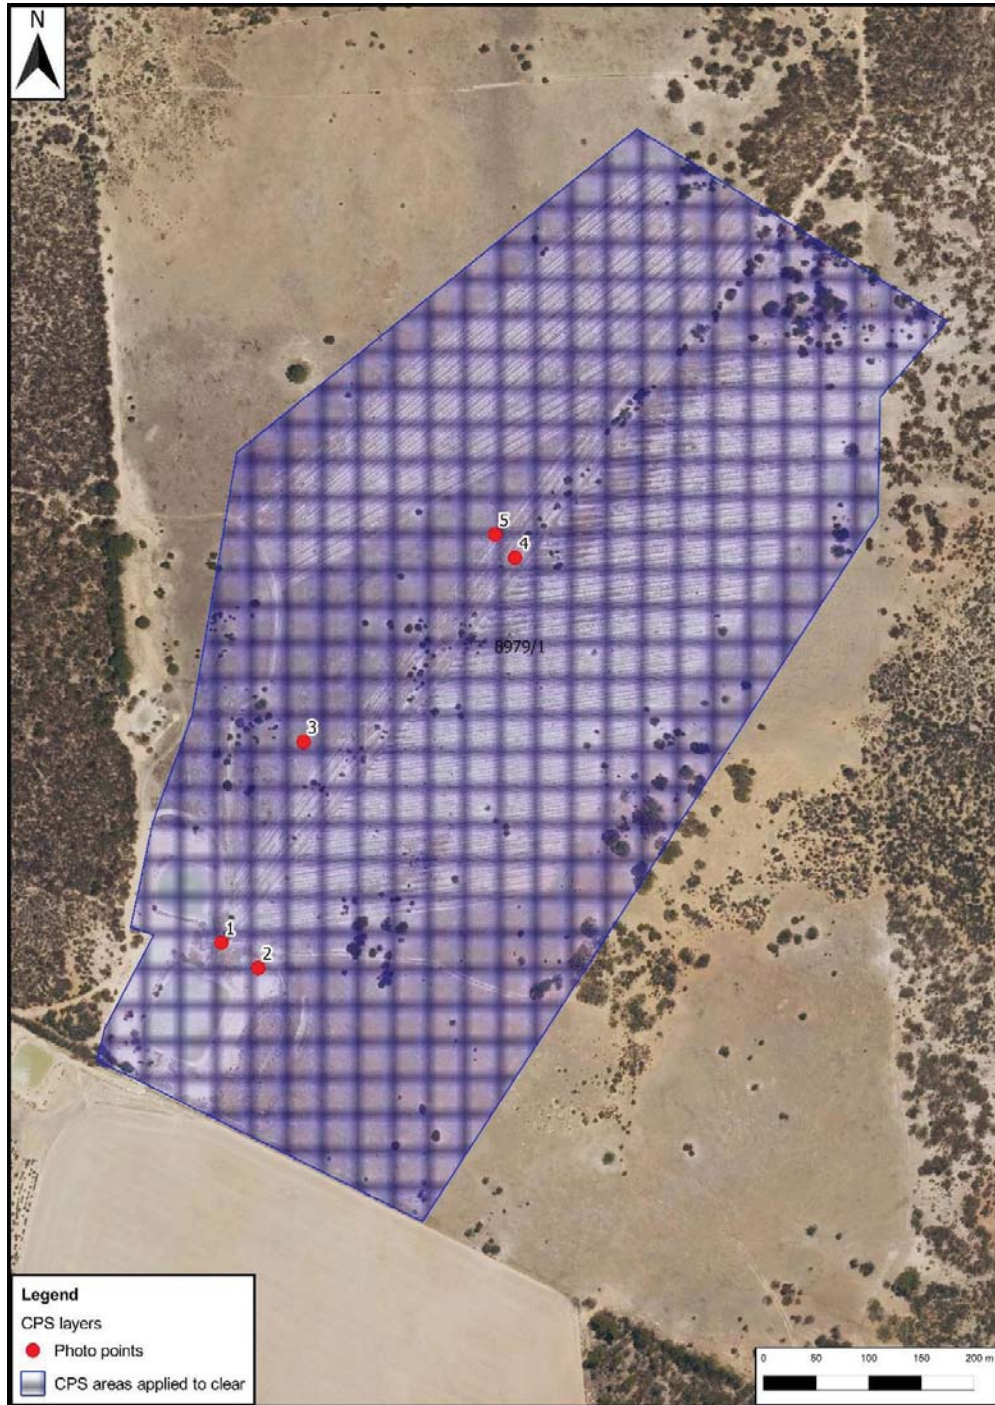 N
5
4
8979/1
3
1
2
Legend
CPS layers
Photo points
CPS areas applied to clear
0 50 100 150 200 m